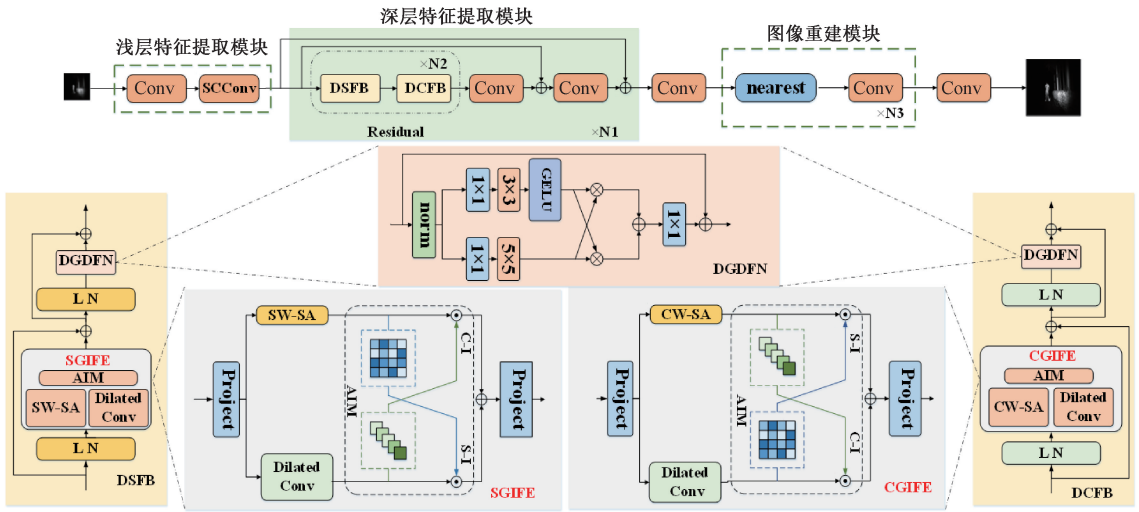 深层特征提取模块
浅层特征提取模块
图像重建模块
Conv
SCConv
×N2
DSFB
DCFB
Conv
Conv
Residual
×N1
Conv
nearest
Conv
×N3
Conv
norm
1×1
3×3
GELU
1×1
5×5
1×1
DGDFN
DGDFN
L N
SGIFE
AIM
SW-SA
Dilated
Conv
L N
DSFB
Project
SW-SA
Dilated
Conv
AIM
C-I
S-I
Project
SGIFE
Project
CW-SA
Dilated
Conv
AIM
S-I
C-I
Project
CGIFE
DGDFN
L N
CGIFE
AIM
CW-SA
Dilated
Conv
L N
DCFB